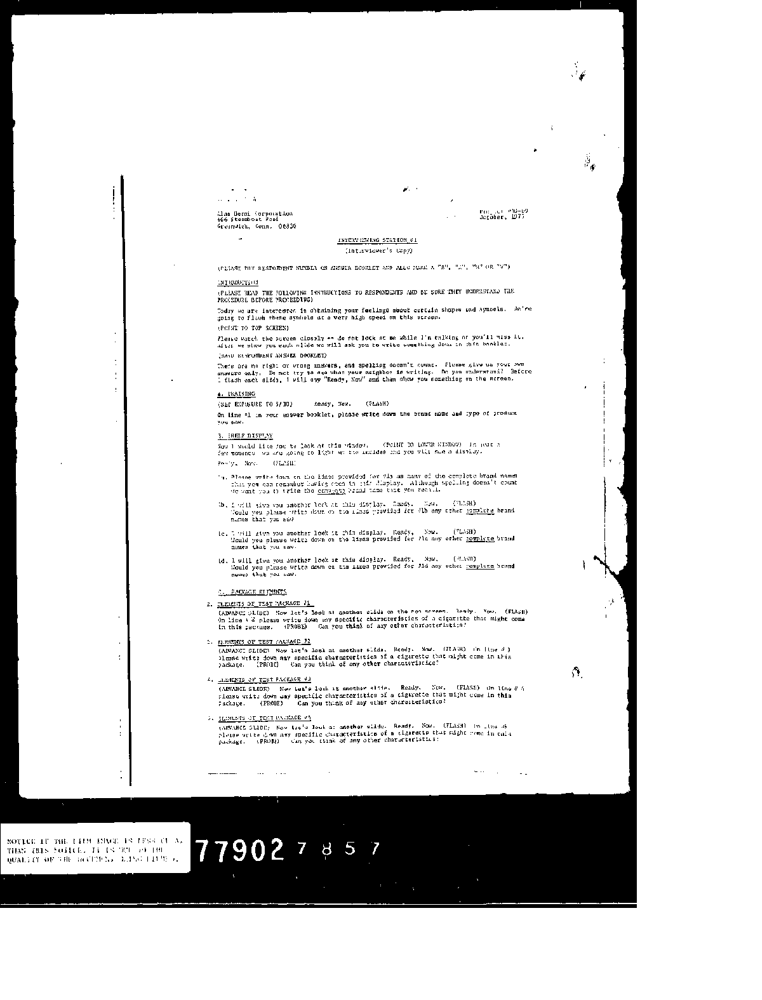 Greenwich, Conn.
October, 1977
INTERVIEWING STATION #1
(Interviewer's Copy)
(PLEASE PUT RESPONDENT NUMBER ON ANSWER BOOKLET AND ALSO MARK A
INTRODUCTION
(PLEASE READ THE FOLLOWING INSTRUCTIONS TO RESPONDENTS AND BE SURE THEY UNDERSTAND THE
PROCEDURE BEFORE PROCEEDING)
Today we are interested in obtaining your feelings about certain shapes and symbols. We're
going to flash these symbols at a very high speed on this screen.
(POINT TO TOP SCREEN)
Please watch the screen closely -- do not look at me while I'm talking or you'll miss it.
After we show you each slide we will ask you to write something down in this booklet.
(HAND RESPONDENT ANSWER BOOKLET)
There are no right or wrong answers, and spelling doesn't count. Please give us your own
answers only. Do not try to see what your neighbor is writing. Do you understand? Before
I flash each slide, I will say "Ready, Now" and then show you something on the screen.
A. TRAINING
(SET EXPOSURE TO Ready, Now. (FLASH)
On line #1 in your answer booklet, please write down the brand name and type of product
you saw.
B. SHELF DISPLAY
Now I would like you to look at this window. (POINT TO LOWER WINDOW) In just a
few moments we are going to light up the inside and you will see a display.
Ready. Now. (FLASH)
1a. Please write down on the lines provided for #1a as many of the complete brand names
that you can remember having seen in this display. Although spelling doesn't count
we want you to write the complete brand name that you recall.
1b. I will give you another look at this display. Ready. Now. (FLASH)
Would you please write down on the lines provided for #1b any other complete brand
names that you saw?
1c. I will give you another look at this display. Ready, Now. (FLASH)
Would you please write down on the lines provided for #1c any other complete brand
names that you saw.
1d. I will give you another look at this display. Ready, Now. (FLASH)
Would you please write down on the lines provided for #1d any other complete brand
names that you saw.
C. PACKAGE ELEMENTS
2. ELEMENTS OF TEST PACKAGE #1
(ADVANCE SLIDE) Now let's look at another slide on the top screen. Ready. Now. (FLASH)
On line #2 please write down any specific characteristics of a cigarette that might come
in this package. (PROBE) Can you think of any other characteristics?
3. ELEMENTS OF TEST PACKAGE #2
(ADVANCE SLIDE) Now let's look at another slide. Ready. Now. (FLASH) On line #3
please write down any specific characteristics of a cigarette that might come in this
package. (PROBE) Can you think of any other characteristics?
4. ELEMENTS OF TEST PACKAGE #3
(ADVANCE SLIDE) Now let's look at another slide. Ready. Now. (FLASH) On line #4
please write down any specific characteristics of a cigarette that might come in this
package. (PROBE) Can you think of any other characteristics?
5. ELEMENTS OF TEST PACKAGE #4
(ADVANCE SLIDE) Now let's look at another slide. Ready. Now. (FLASH) On line #5
please write down any specific characteristics of a cigarette that might come in this
package. (PROBE) Can you think of any other characteristics?
NOTICE IF THE FILM IMAGE IS LESS CLEAR
THAN THIS NOTICE, IT IS DUE TO THE
QUALITY OF THE DOCUMENT BEING FILMED.
77902 7857